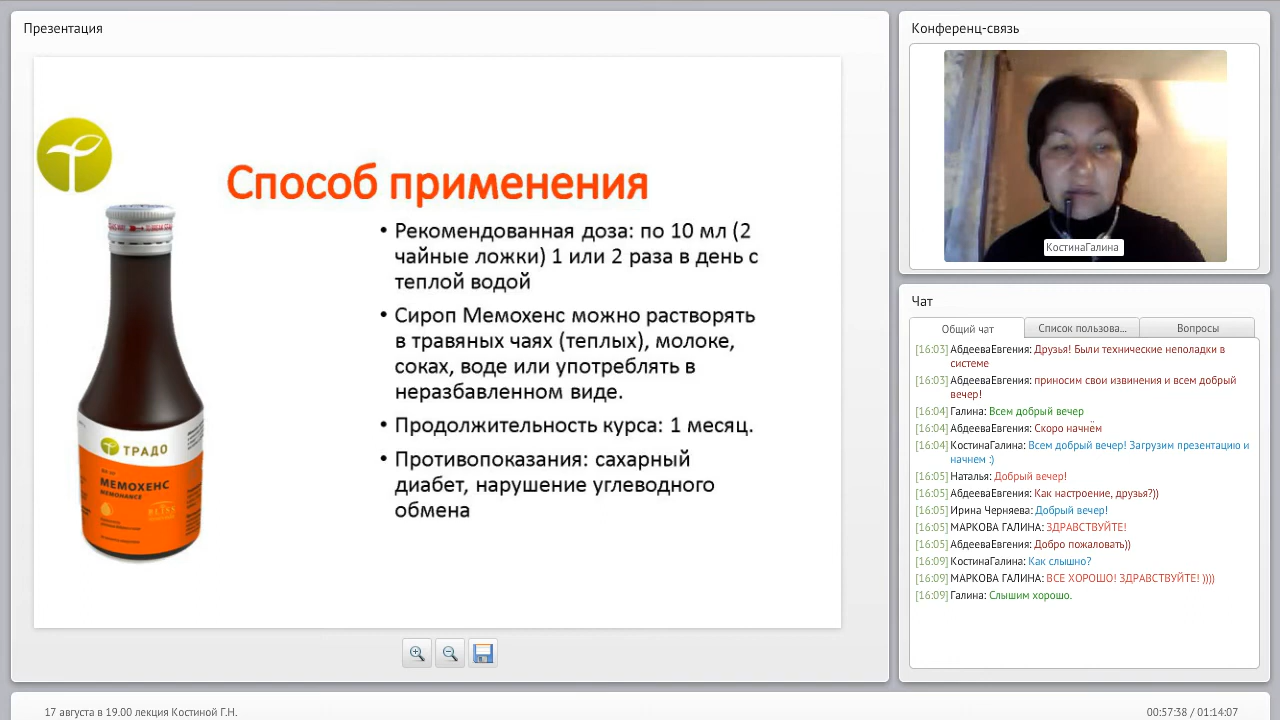 Презентация
Способ применения
• Рекомендованная доза: по 10 мл (2
чайные ложки) 1 или 2 раза в день с
теплой водой
• Сироп Мемохенс можно растворять
в травяных чаях (теплых), молоке,
соках, воде или употреблять в
неразбавленном виде.
• Продолжительность курса: 1 месяц.
• Противопоказания: сахарный
диабет, нарушение углеводного
обмена
ТРАДО
МЕМОХЕНС
MEMOHANCE
BLISS
Конференц-связь
КостинаГалина
Чат
Общий чат
Список пользова...
Вопросы
[16:03] АбдееваЕвгения: Друзья! Были технические неполадки в
системе
[16:03] АбдееваЕвгения: приносим свои извинения и всем добрый
вечер!
[16:04] Галина: Всем добрый вечер
[16:04] АбдееваЕвгения: Скоро начнём
[16:04] КостинаГалина: Всем добрый вечер! Загрузим презентацию и
начнем :)
[16:05] Наталья: Добрый вечер!
[16:05] АбдееваЕвгения: Как настроение, друзья?))
[16:05] Ирина Черняева: Добрый вечер!
[16:05] МАРКОВА ГАЛИНА: ЗДРАВСТВУЙТЕ!
[16:05] АбдееваЕвгения: Добро пожаловать))
[16:09] КостинаГалина: Как слышно?
[16:09] МАРКОВА ГАЛИНА: ВСЕ ХОРОШО! ЗДРАВСТВУЙТЕ! ))))
[16:09] Галина: Слышим хорошо.
17 августа в 19.00 лекция Костиной Г.Н.
00:57:38 / 01:14:07